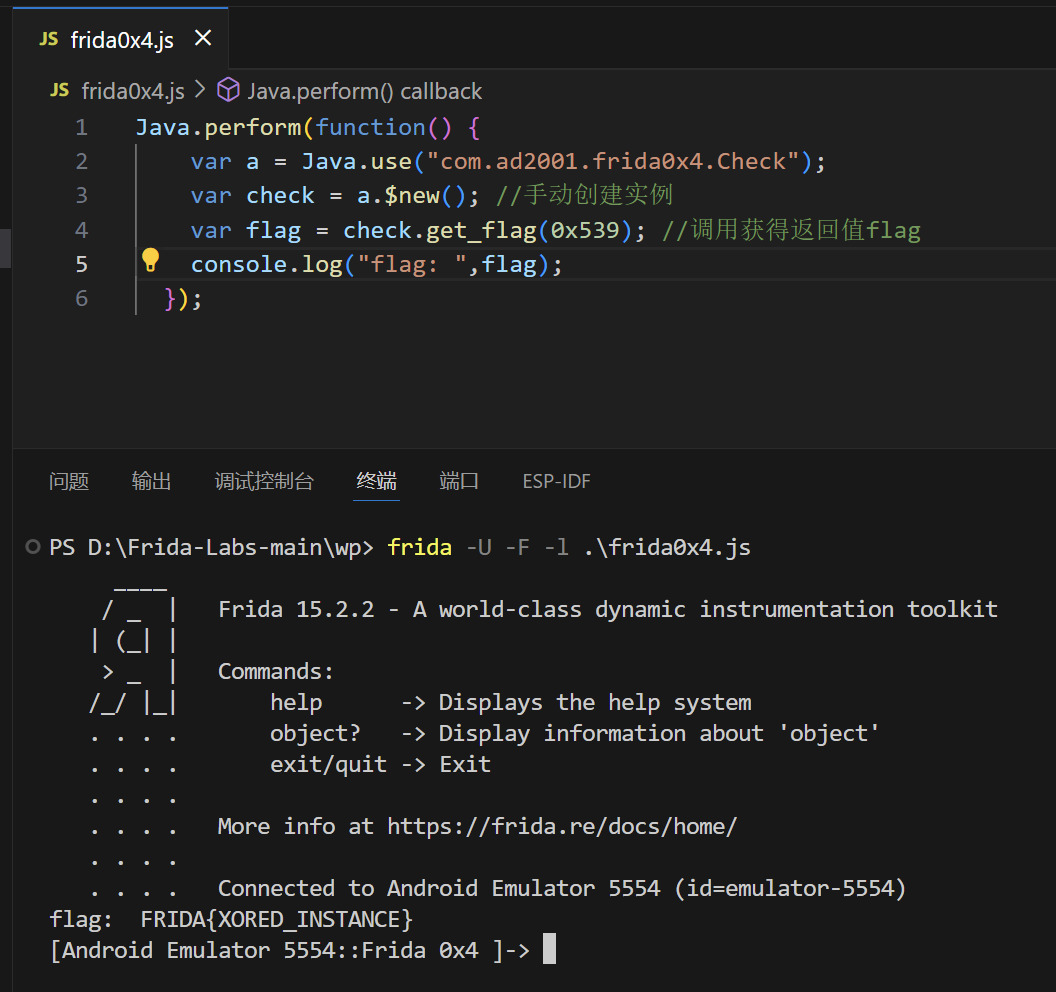 JS frida0x4.js ×
JS frida0x4.js > Java.perform() callback
1 Java.perform(function() {
2     var a = Java.use("com.ad2001.frida0x4.Check");
3     var check = a.$new(); //手动创建实例
4     var flag = check.get_flag(0x539); //调用获得返回值flag
5     console.log("flag: ",flag);
6   });
问题 输出 调试控制台 终端 端口 ESP-IDF
PS D:\Frida-Labs-main\wp> frida -U -F -l .\frida0x4.js
     ____
    / _  |   Frida 15.2.2 - A world-class dynamic instrumentation toolkit
   | (_| |
    > _  |   Commands:
   /_/ |_|       help      -> Displays the help system
   . . . .       object?   -> Display information about 'object'
   . . . .       exit/quit -> Exit
   . . . .
   . . . .   More info at https://frida.re/docs/home/
   . . . .
   . . . .   Connected to Android Emulator 5554 (id=emulator-5554)
flag:  FRIDA{XORED_INSTANCE}
[Android Emulator 5554::Frida 0x4 ]->